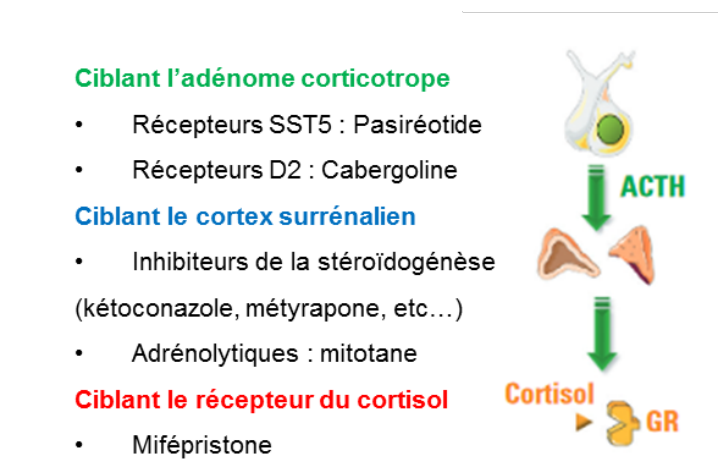 Ciblant l’adénome corticotrope
• Récepteurs SST5 : Pasiréotide
• Récepteurs D2 : Cabergoline
Ciblant le cortex surrénalien
• Inhibiteurs de la stéroïdogénèse
(kétoconazole, métyrapone, etc…)
• Adrénolytiques : mitotane
Ciblant le récepteur du cortisol
• Mifépristone
ACTH
Cortisol
GR